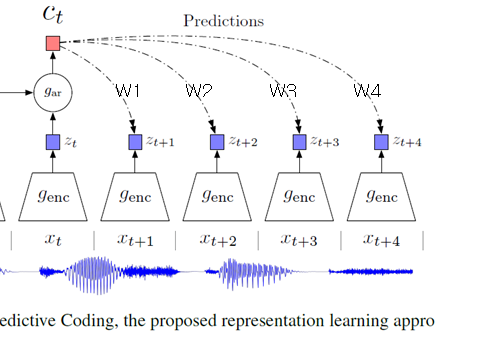 c_t
Predictions
g_ar
W1 W2 W3 W4
z_t z_{t+1} z_{t+2} z_{t+3} z_{t+4}
g_enc g_enc g_enc g_enc g_enc
x_t x_{t+1} x_{t+2} x_{t+3} x_{t+4}
edictive Coding, the proposed representation learning appro